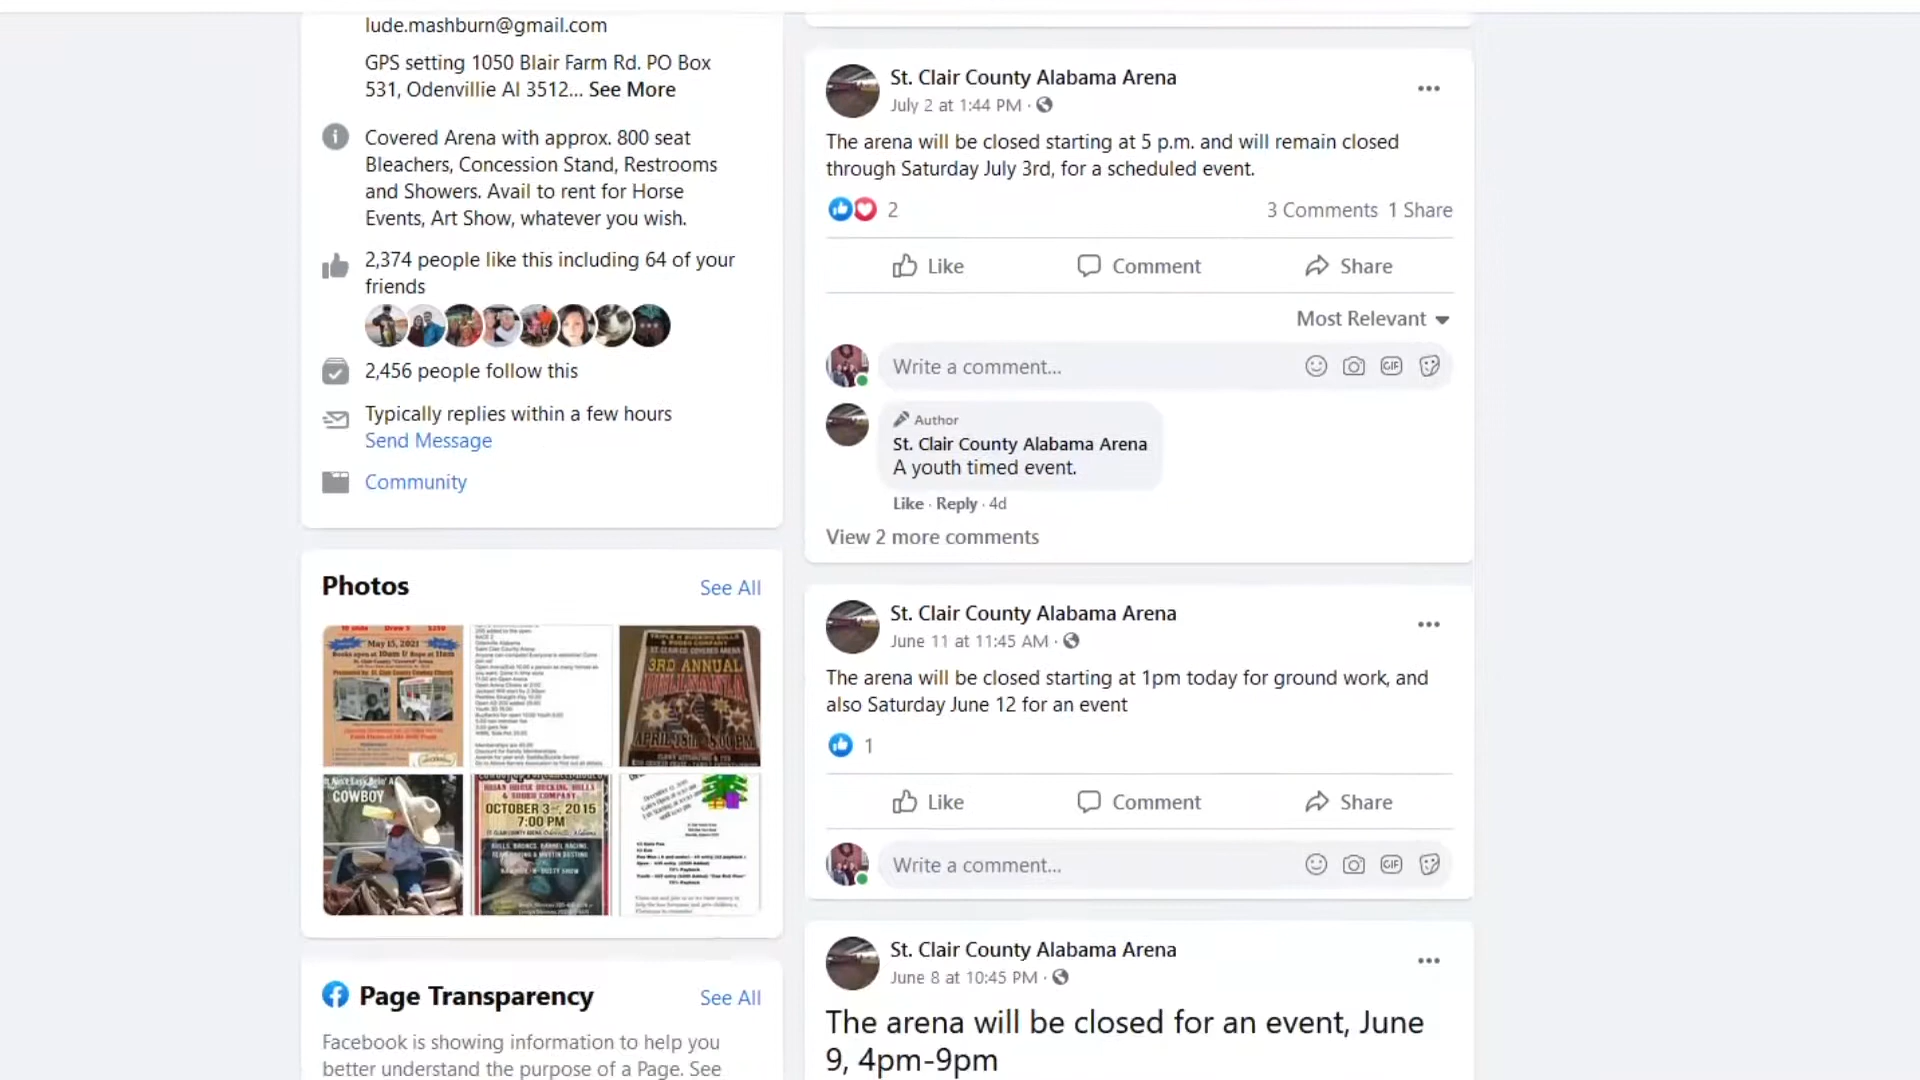 lude.mashburn@gmail.com
GPS setting 1050 Blair Farm Rd. PO Box
531, Odenvillie Al 3512... See More
Covered Arena with approx. 800 seat
Bleachers, Concession Stand, Restrooms
and Showers. Avail to rent for Horse
Events, Art Show, whatever you wish.
2,374 people like this including 64 of your
friends
2,456 people follow this
Typically replies within a few hours
Send Message
Community
Photos
See All
May 15, 2021
3RD ANNUAL
COWBOY
OCTOBER 3rd, 2015
7:00 PM
Page Transparency
See All
Facebook is showing information to help you
better understand the purpose of a Page. See
St. Clair County Alabama Arena
July 2 at 1:44 PM ·
The arena will be closed starting at 5 p.m. and will remain closed
through Saturday July 3rd, for a scheduled event.
2
3 Comments 1 Share
Like Comment Share
Most Relevant
Write a comment...
GIF
Author
St. Clair County Alabama Arena
A youth timed event.
Like · Reply · 4d
View 2 more comments
St. Clair County Alabama Arena
June 11 at 11:45 AM ·
The arena will be closed starting at 1pm today for ground work, and
also Saturday June 12 for an event
1
Like Comment Share
Write a comment...
GIF
St. Clair County Alabama Arena
June 8 at 10:45 PM ·
The arena will be closed for an event, June
9, 4pm-9pm